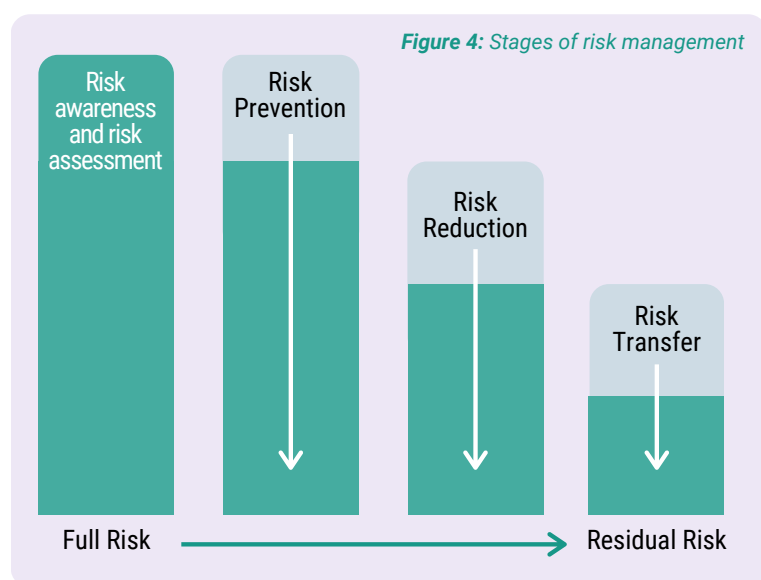 Figure 4: Stages of risk management
Risk
awareness
and risk
assessment
Risk
Prevention
Risk
Reduction
Risk
Transfer
Full Risk
Residual Risk